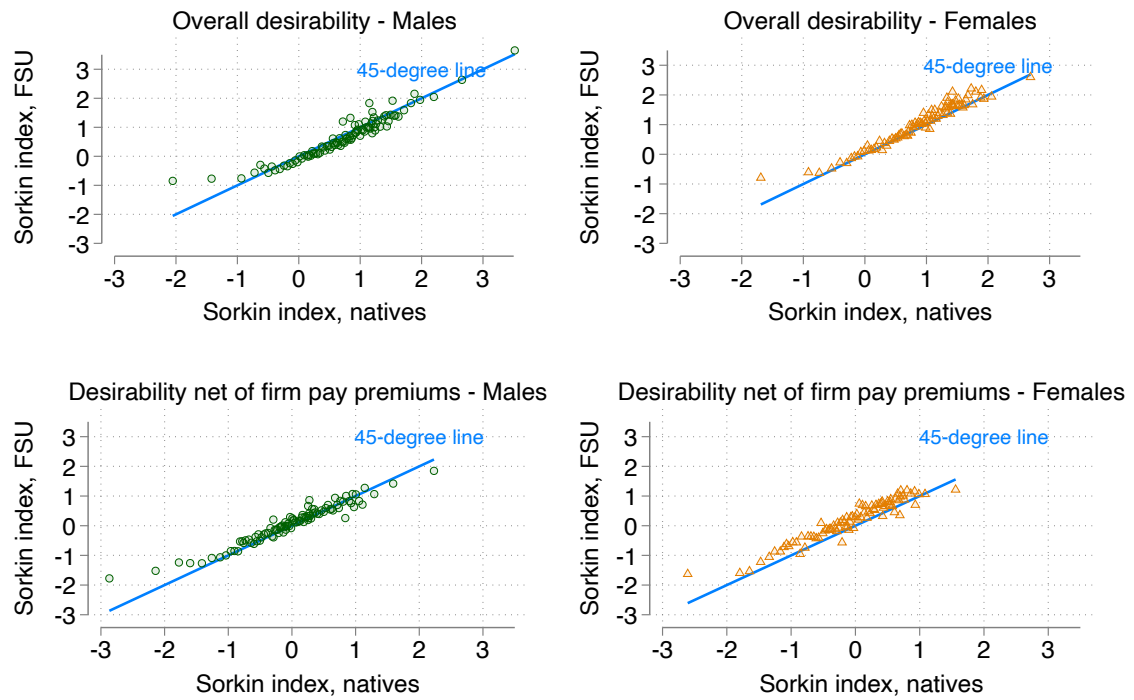 Overall desirability - Males
45-degree line
Sorkin index, FSU
3
2
1
0
-1
-2
-3
-3 -2 -1 0 1 2 3
Sorkin index, natives
Overall desirability - Females
45-degree line
Sorkin index, FSU
3
2
1
0
-1
-2
-3
-3 -2 -1 0 1 2 3
Sorkin index, natives
Desirability net of firm pay premiums - Males
45-degree line
Sorkin index, FSU
3
2
1
0
-1
-2
-3
-3 -2 -1 0 1 2 3
Sorkin index, natives
Desirability net of firm pay premiums - Females
45-degree line
Sorkin index, FSU
3
2
1
0
-1
-2
-3
-3 -2 -1 0 1 2 3
Sorkin index, natives